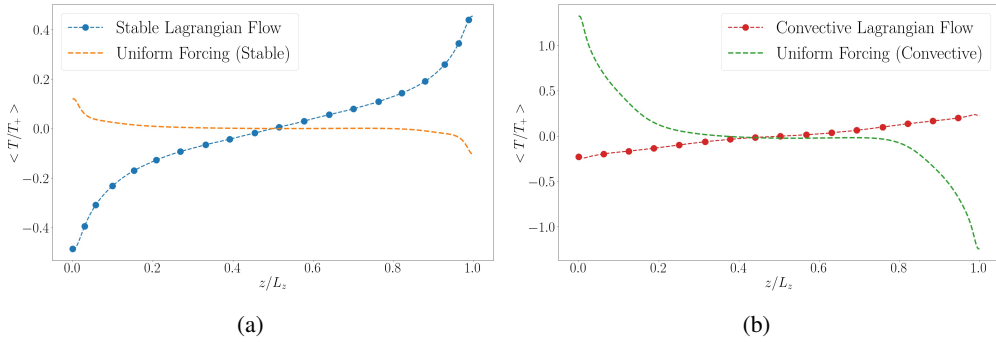 Stable Lagrangian Flow
Uniform Forcing (Stable)
0.4
0.2
0.0
−0.2
−0.4
< T/T+ >
0.0 0.2 0.4 0.6 0.8 1.0
z/Lz
(a)
Convective Lagrangian Flow
Uniform Forcing (Convective)
1.0
0.5
0.0
−0.5
−1.0
< T/T+ >
0.0 0.2 0.4 0.6 0.8 1.0
z/Lz
(b)